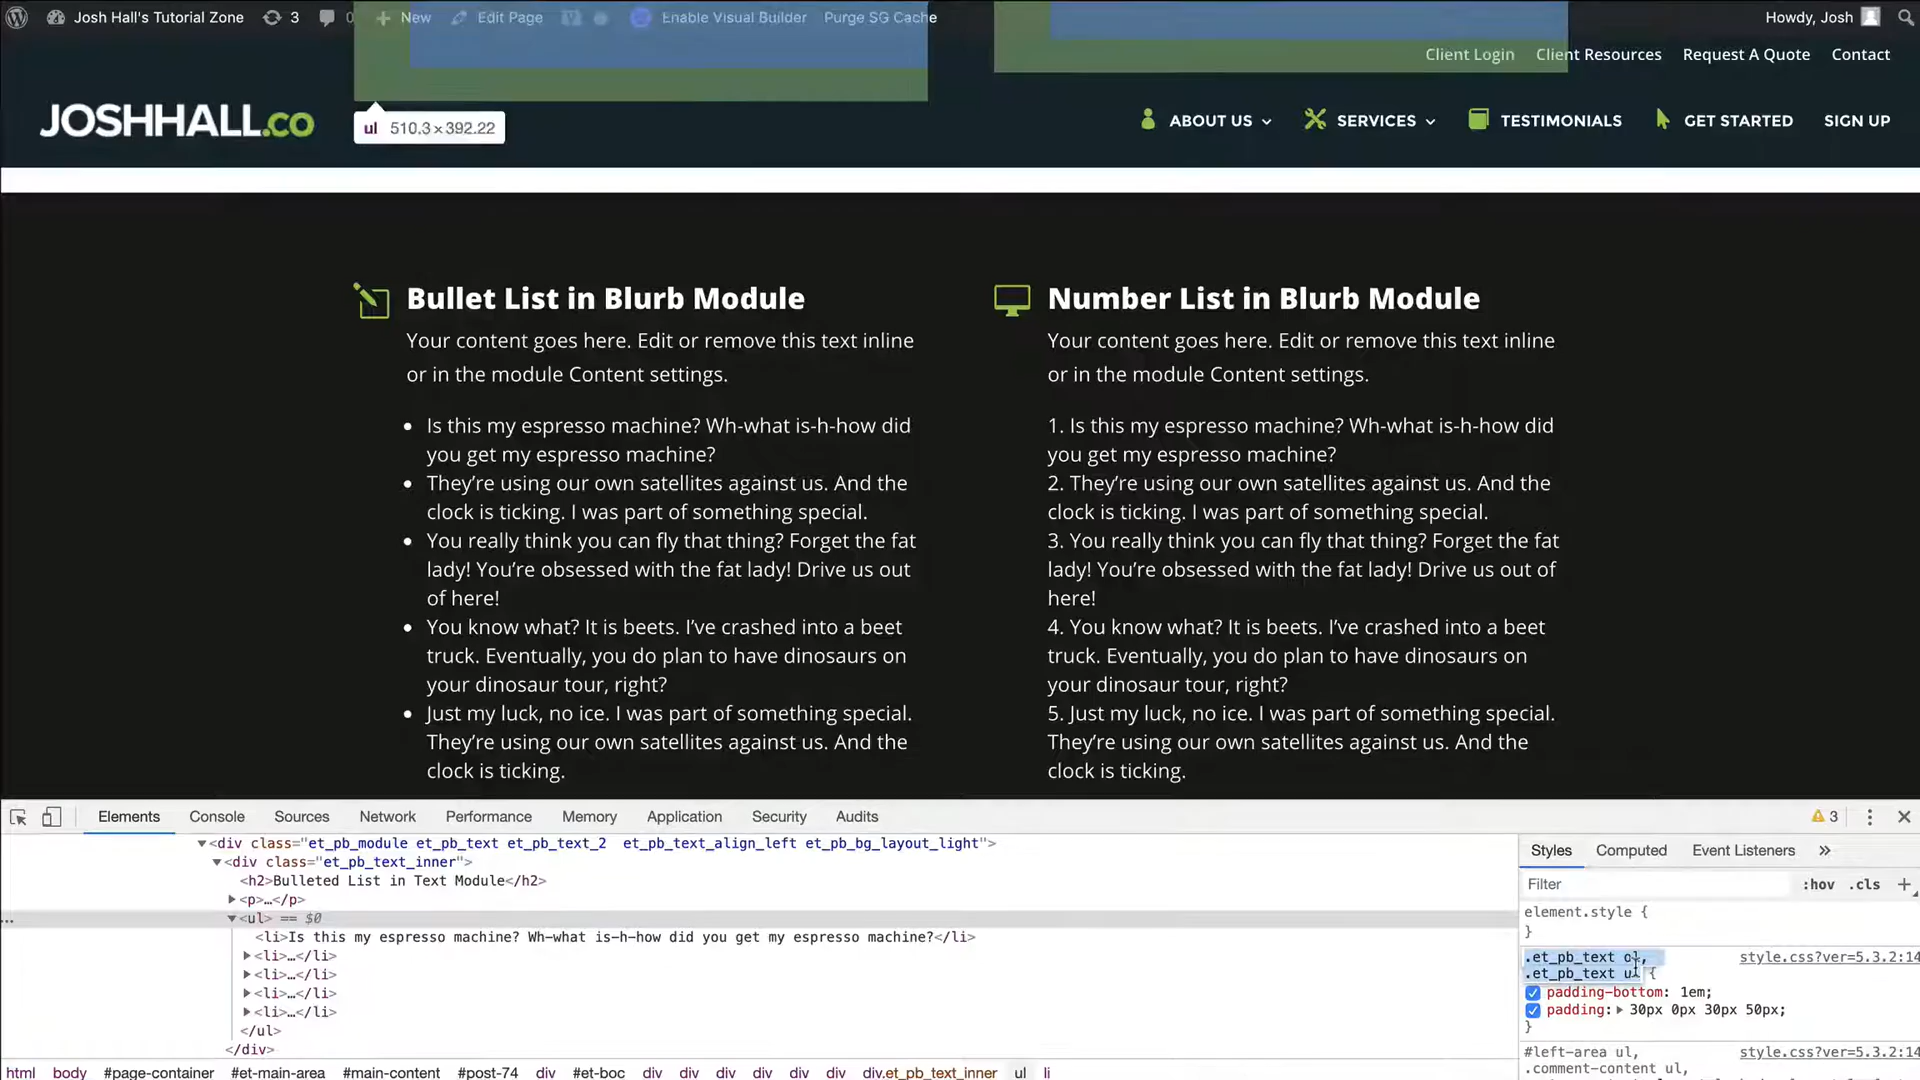 Josh Hall's Tutorial Zone 3 0 New Edit Page Enable Visual Builder Purge SG Cache Howdy, Josh
Client Login Client Resources Request A Quote Contact
JOSHHALL.CO
ul 510.3×392.22
ABOUT US SERVICES TESTIMONIALS GET STARTED SIGN UP
Bullet List in Blurb Module
Your content goes here. Edit or remove this text inline
or in the module Content settings.
• Is this my espresso machine? Wh-what is-h-how did
you get my espresso machine?
• They’re using our own satellites against us. And the
clock is ticking. I was part of something special.
• You really think you can fly that thing? Forget the fat
lady! You’re obsessed with the fat lady! Drive us out
of here!
• You know what? It is beets. I’ve crashed into a beet
truck. Eventually, you do plan to have dinosaurs on
your dinosaur tour, right?
• Just my luck, no ice. I was part of something special.
They’re using our own satellites against us. And the
clock is ticking.
Number List in Blurb Module
Your content goes here. Edit or remove this text inline
or in the module Content settings.
1. Is this my espresso machine? Wh-what is-h-how did
you get my espresso machine?
2. They’re using our own satellites against us. And the
clock is ticking. I was part of something special.
3. You really think you can fly that thing? Forget the fat
lady! You’re obsessed with the fat lady! Drive us out of
here!
4. You know what? It is beets. I’ve crashed into a beet
truck. Eventually, you do plan to have dinosaurs on
your dinosaur tour, right?
5. Just my luck, no ice. I was part of something special.
They’re using our own satellites against us. And the
clock is ticking.
Elements Console Sources Network Performance Memory Application Security Audits 3
<div class="et_pb_module et_pb_text et_pb_text_2  et_pb_text_align_left et_pb_bg_layout_light">
<div class="et_pb_text_inner">
<h2>Bulleted List in Text Module</h2>
<p>…</p>
… <ul> == $0
<li>Is this my espresso machine? Wh-what is-h-how did you get my espresso machine?</li>
<li>…</li>
<li>…</li>
<li>…</li>
<li>…</li>
</ul>
</div>
html body #page-container #et-main-area #main-content #post-74 div #et-boc div div div div div div.et_pb_text_inner ul li
Styles Computed Event Listeners »
Filter :hov .cls +
element.style {
}
.et_pb_text ol, style.css?ver=5.3.2:14
.et_pb_text ul {
padding-bottom: 1em;
padding: 30px 0px 30px 50px;
}
#left-area ul, style.css?ver=5.3.2:14
.comment-content ul,